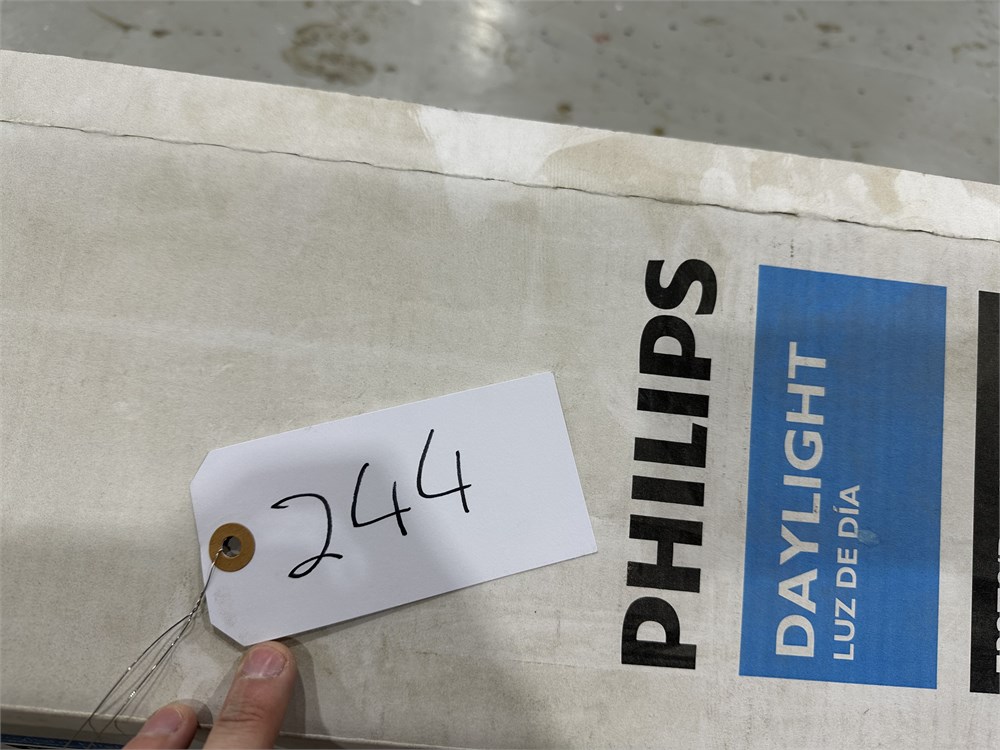 244
PHILIPS
DAYLIGHT
LUZ DE DÍA